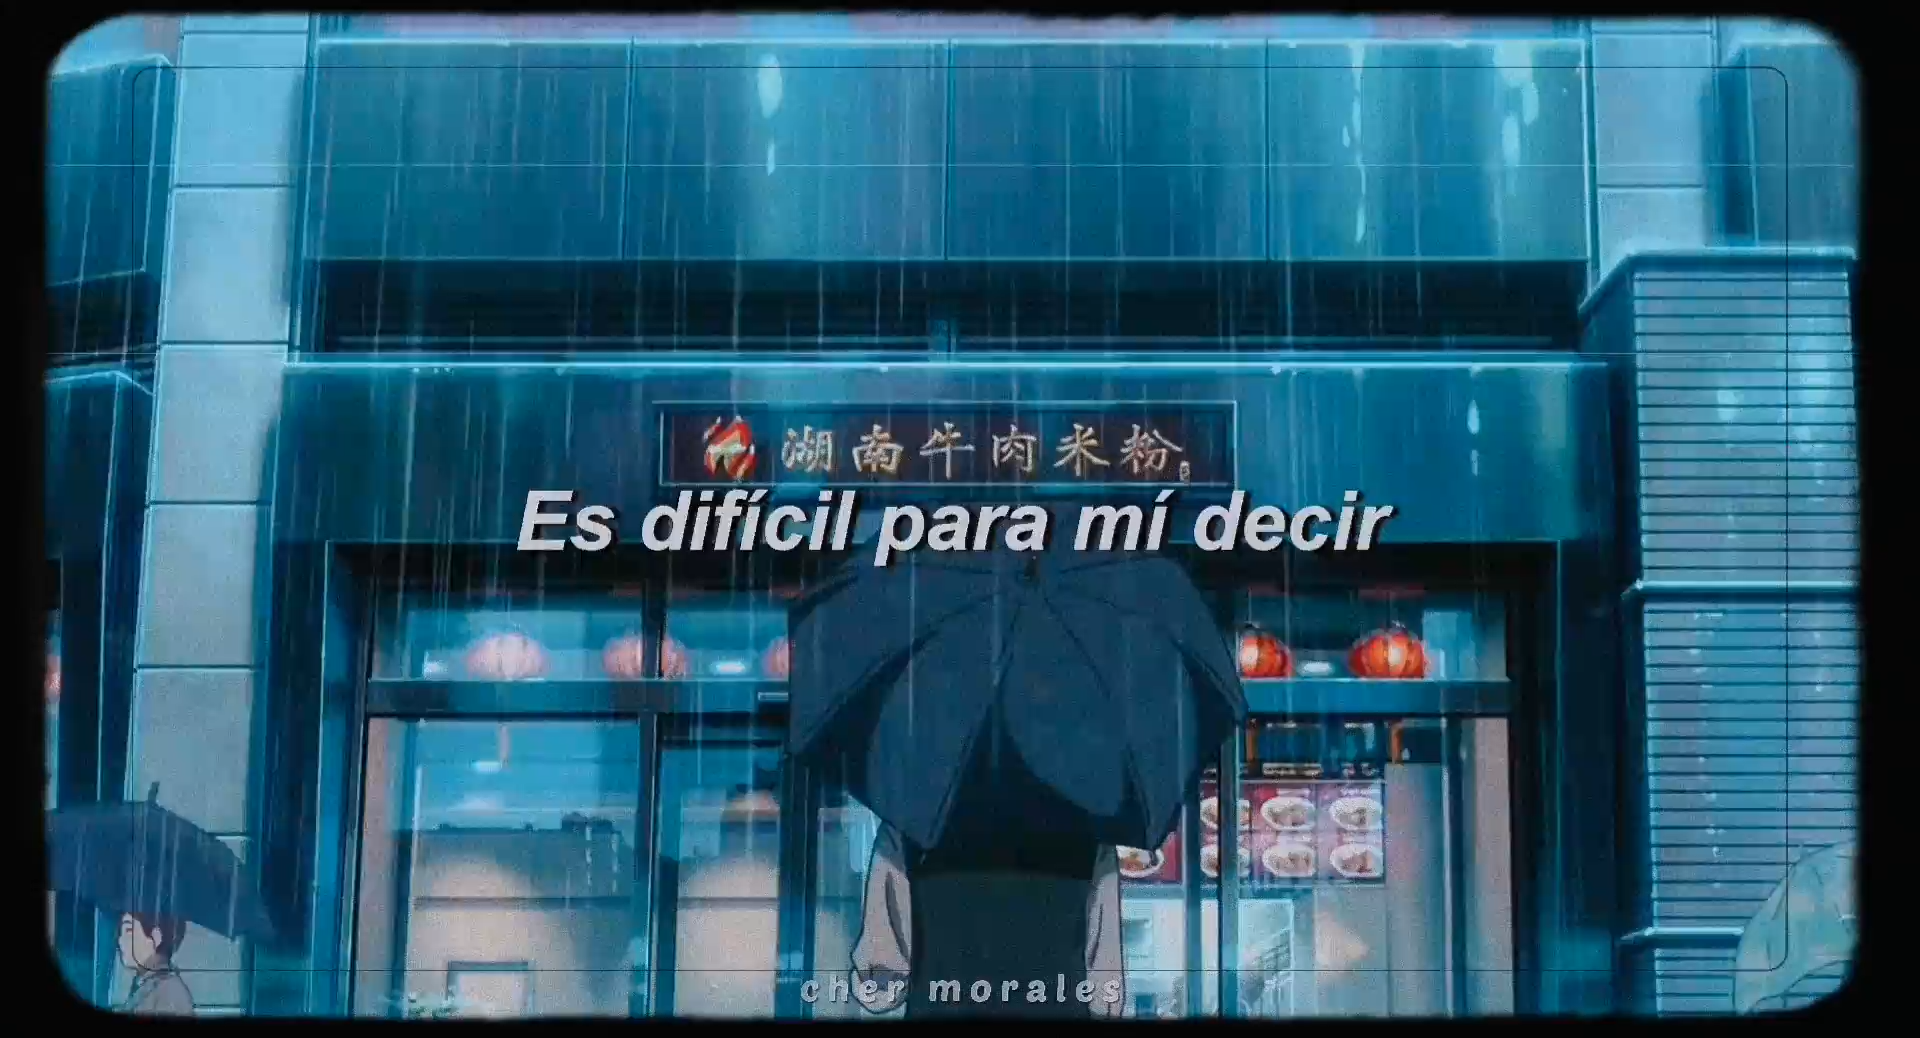 湖南牛肉米粉
Es difícil para mí decir
cher morales